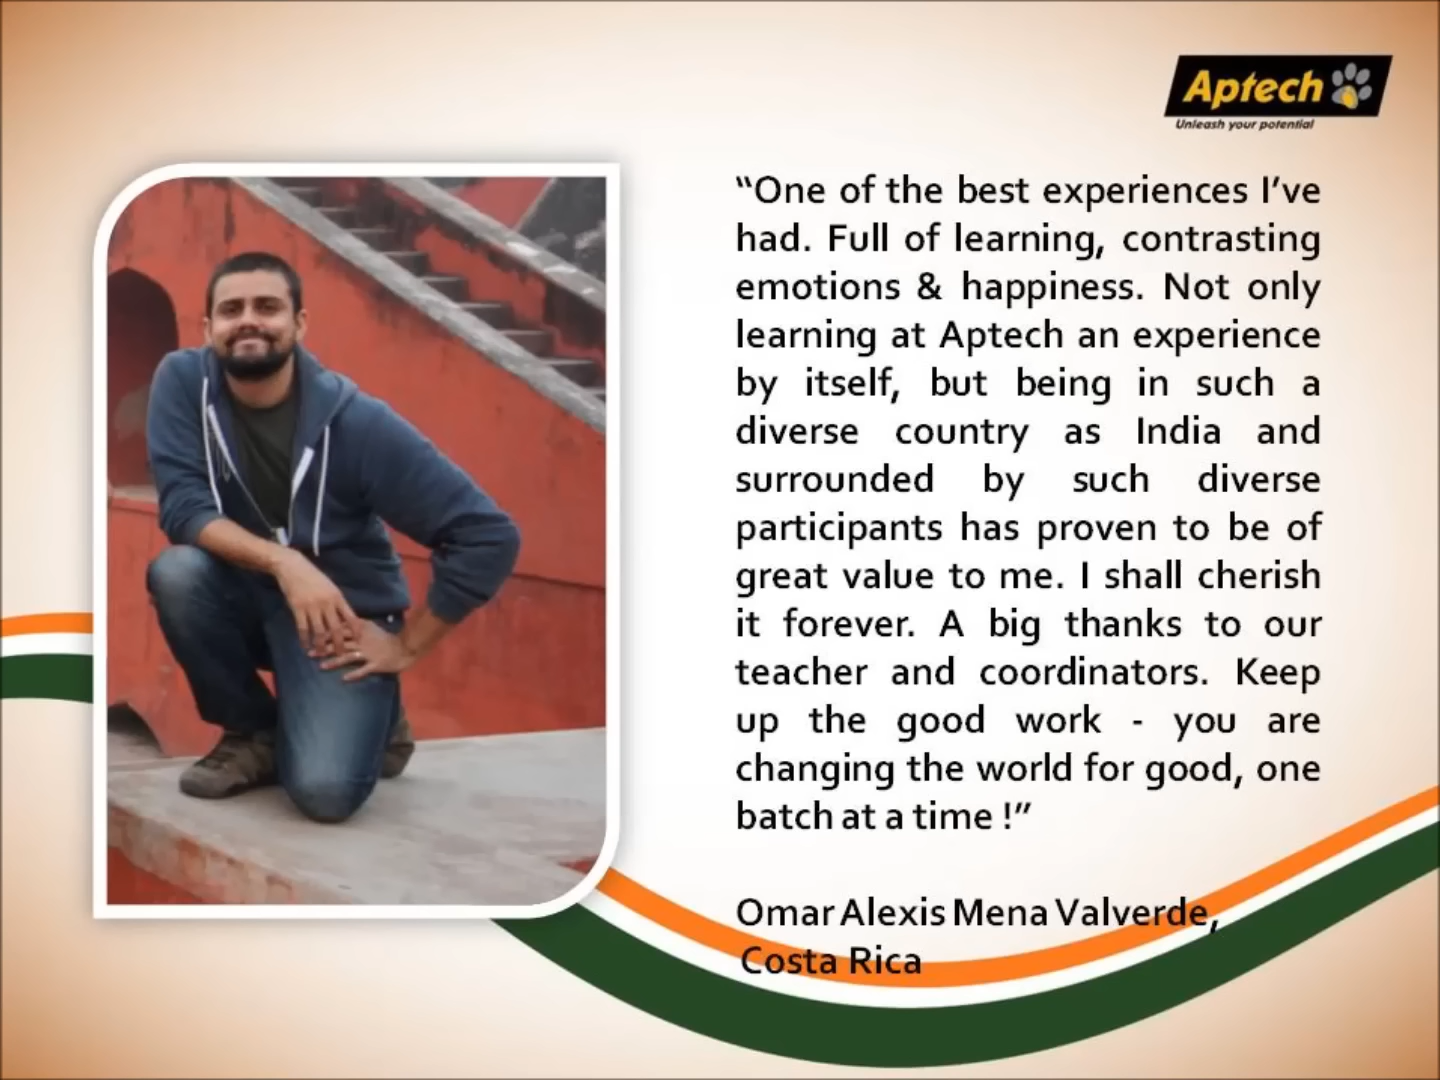 Aptech
Unleash your potential
“One of the best experiences I’ve
had. Full of learning, contrasting
emotions & happiness. Not only
learning at Aptech an experience
by itself, but being in such a
diverse country as India and
surrounded by such diverse
participants has proven to be of
great value to me. I shall cherish
it forever. A big thanks to our
teacher and coordinators. Keep
up the good work - you are
changing the world for good, one
batch at a time !”
Omar Alexis Mena Valverde,
Costa Rica